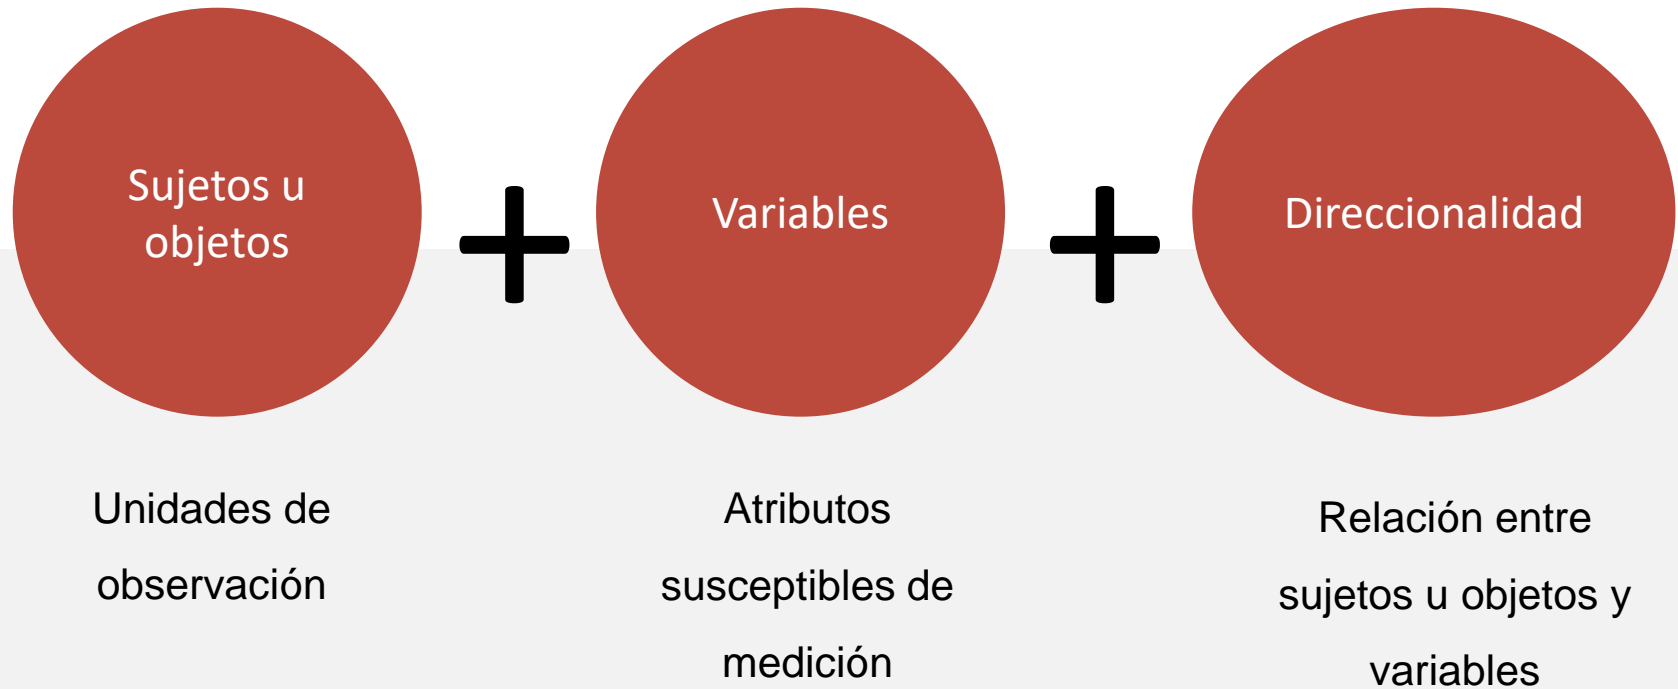 Sujetos u
objetos
+
Variables
+
Direccionalidad
Unidades de
observación
Atributos
susceptibles de
medición
Relación entre
sujetos u objetos y
variables